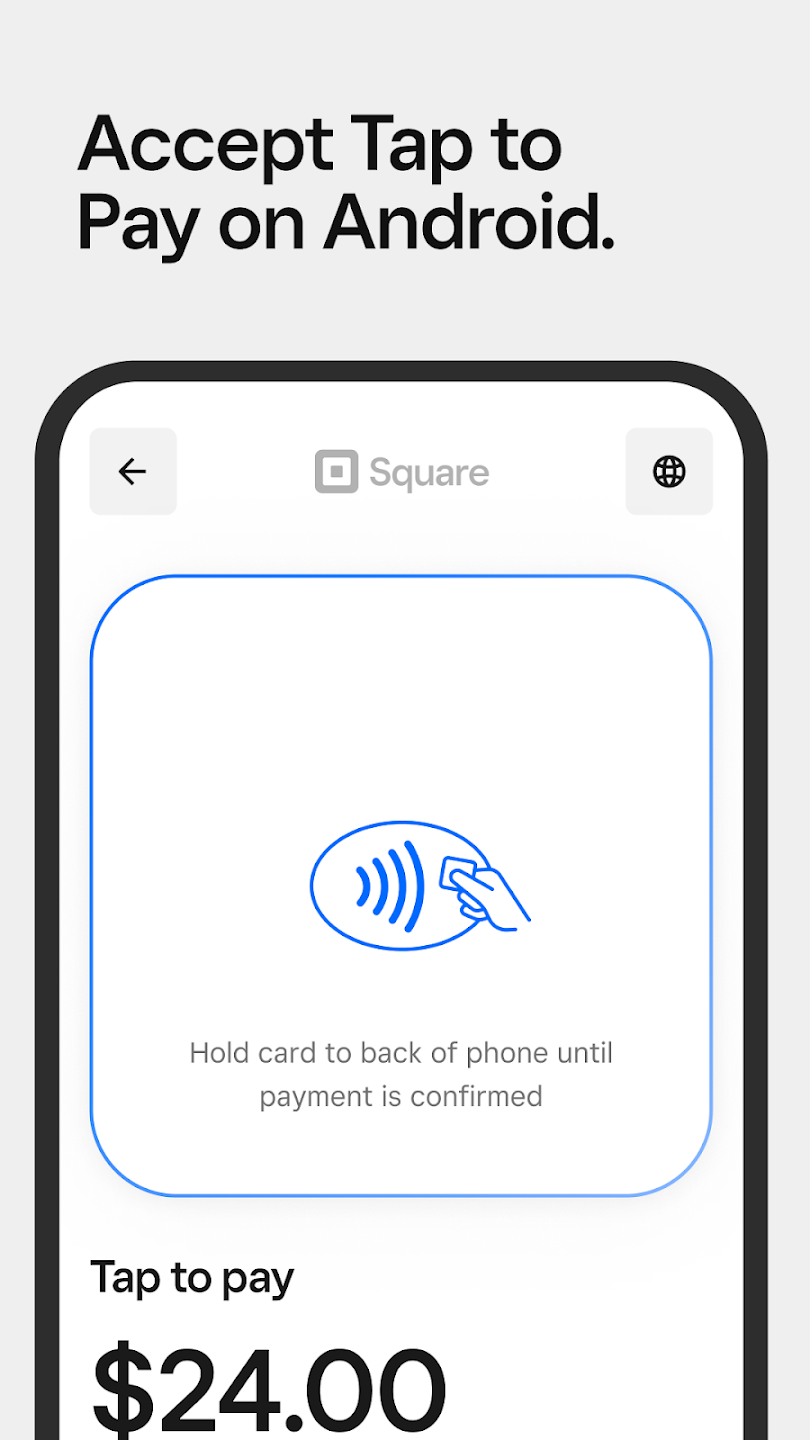 Accept Tap to
Pay on Android.
Square
Hold card to back of phone until
payment is confirmed
Tap to pay
$24.00